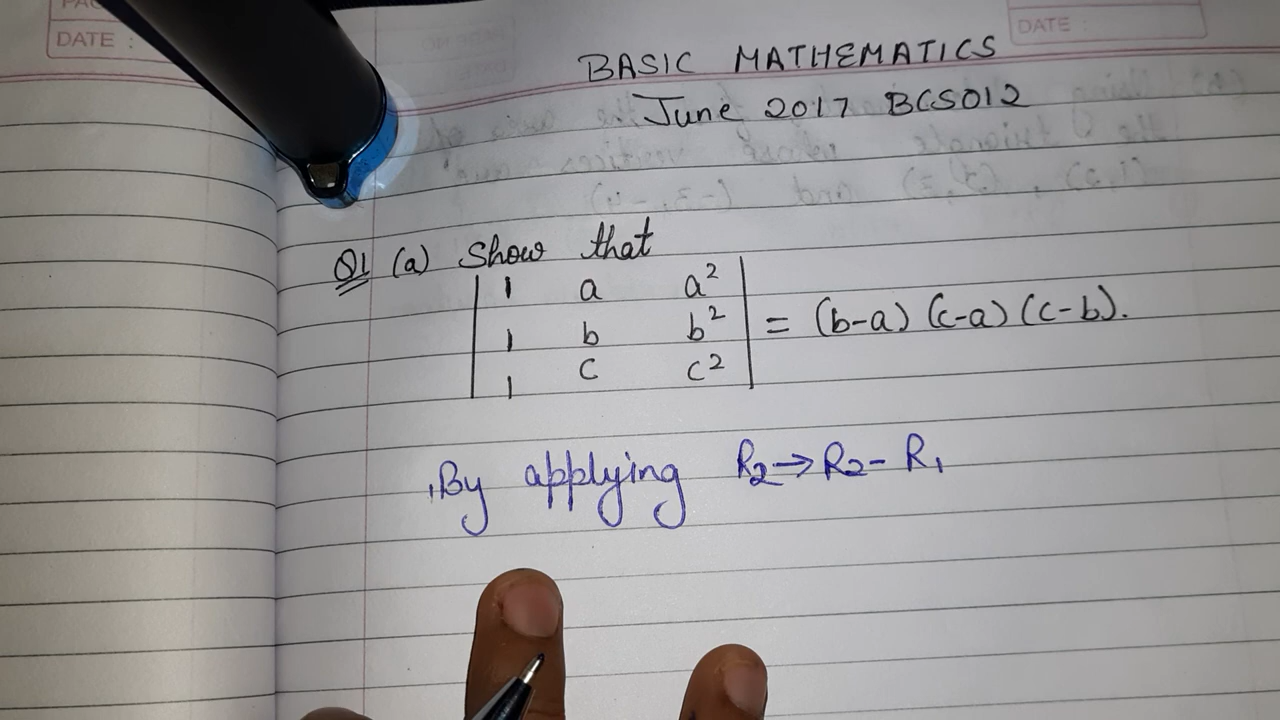 DATE :
DATE :
BASIC MATHEMATICS
June 2017 BCS012
Q1 (a) Show that
| 1 a a² |
| 1 b b² | = (b-a) (c-a) (c-b).
| 1 c c² |
By applying R₂→R₂-R₁